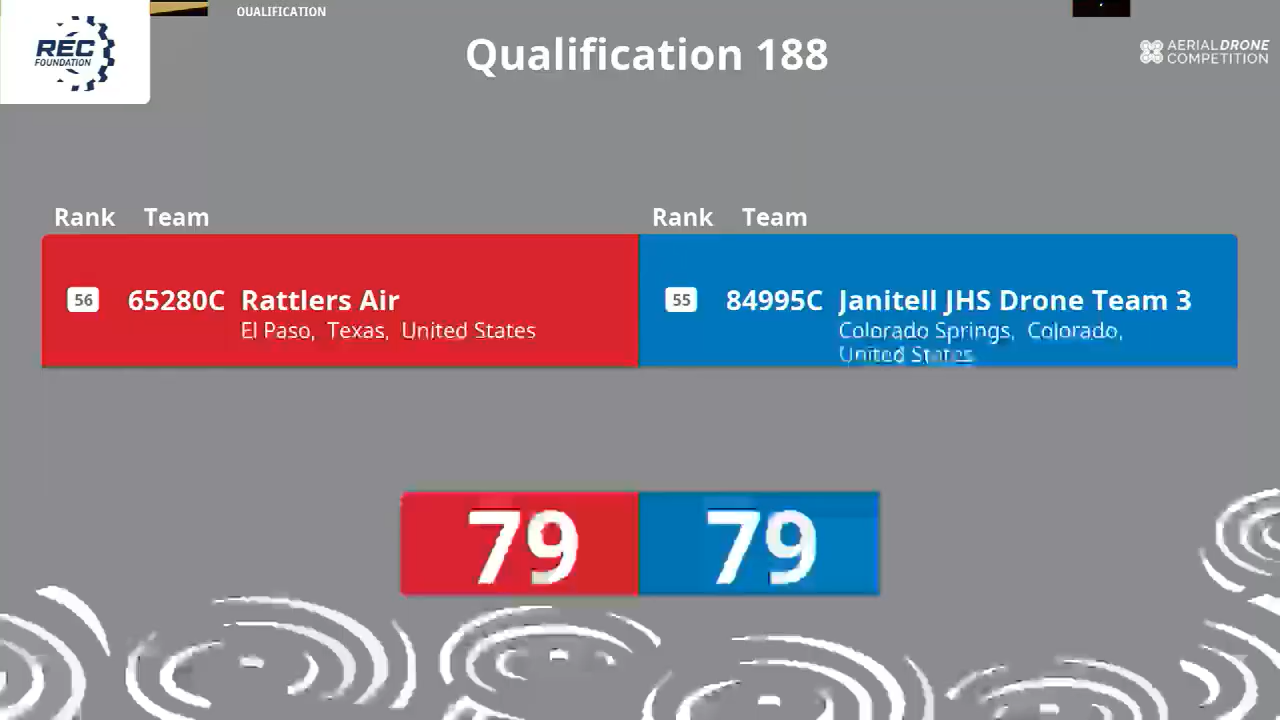 QUALIFICATION
REC
FOUNDATION
Qualification 188
AERIAL DRONE
COMPETITION
Rank Team
Rank Team
56 65280C Rattlers Air
El Paso, Texas, United States
55 84995C Janitell JHS Drone Team 3
Colorado Springs, Colorado,
United States
79
79